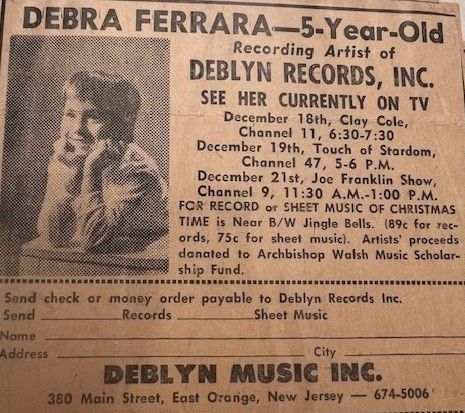 DEBRA FERRARA—5-Year-Old
Recording Artist of
DEBLYN RECORDS, INC.
SEE HER CURRENTLY ON TV
December 18th, Clay Cole,
Channel 11, 6:30-7:30
December 19th, Touch of Stardom,
Channel 47, 5-6 P.M.
December 21st, Joe Franklin Show,
Channel 9, 11:30 A.M.-1:00 P.M.
FOR RECORD or SHEET MUSIC OF CHRISTMAS
TIME is Near B/W Jingle Bells. (89c for rec-
ords, 75c for sheet music). Artists' proceeds
donated to Archbishop Walsh Music Scholar-
ship Fund.
Send check or money order payable to Deblyn Records Inc.
Send ____________ Records ____________ Sheet Music
Name ____________
Address ____________ City ____________
DEBLYN MUSIC INC.
380 Main Street, East Orange, New Jersey — 674-5006